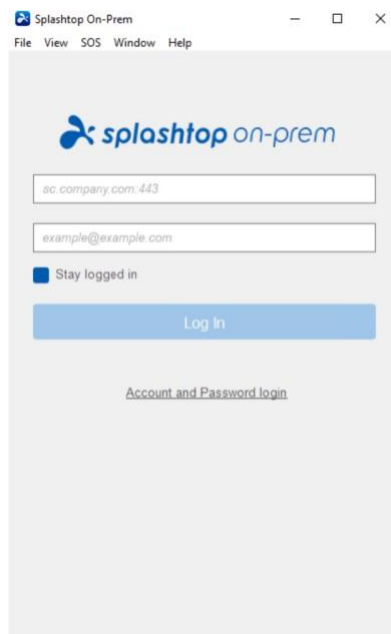 Splashtop On-Prem
File View SOS Window Help
splashtop on-prem
sc.company.com:443
example@example.com
Stay logged in
Log In
Account and Password login